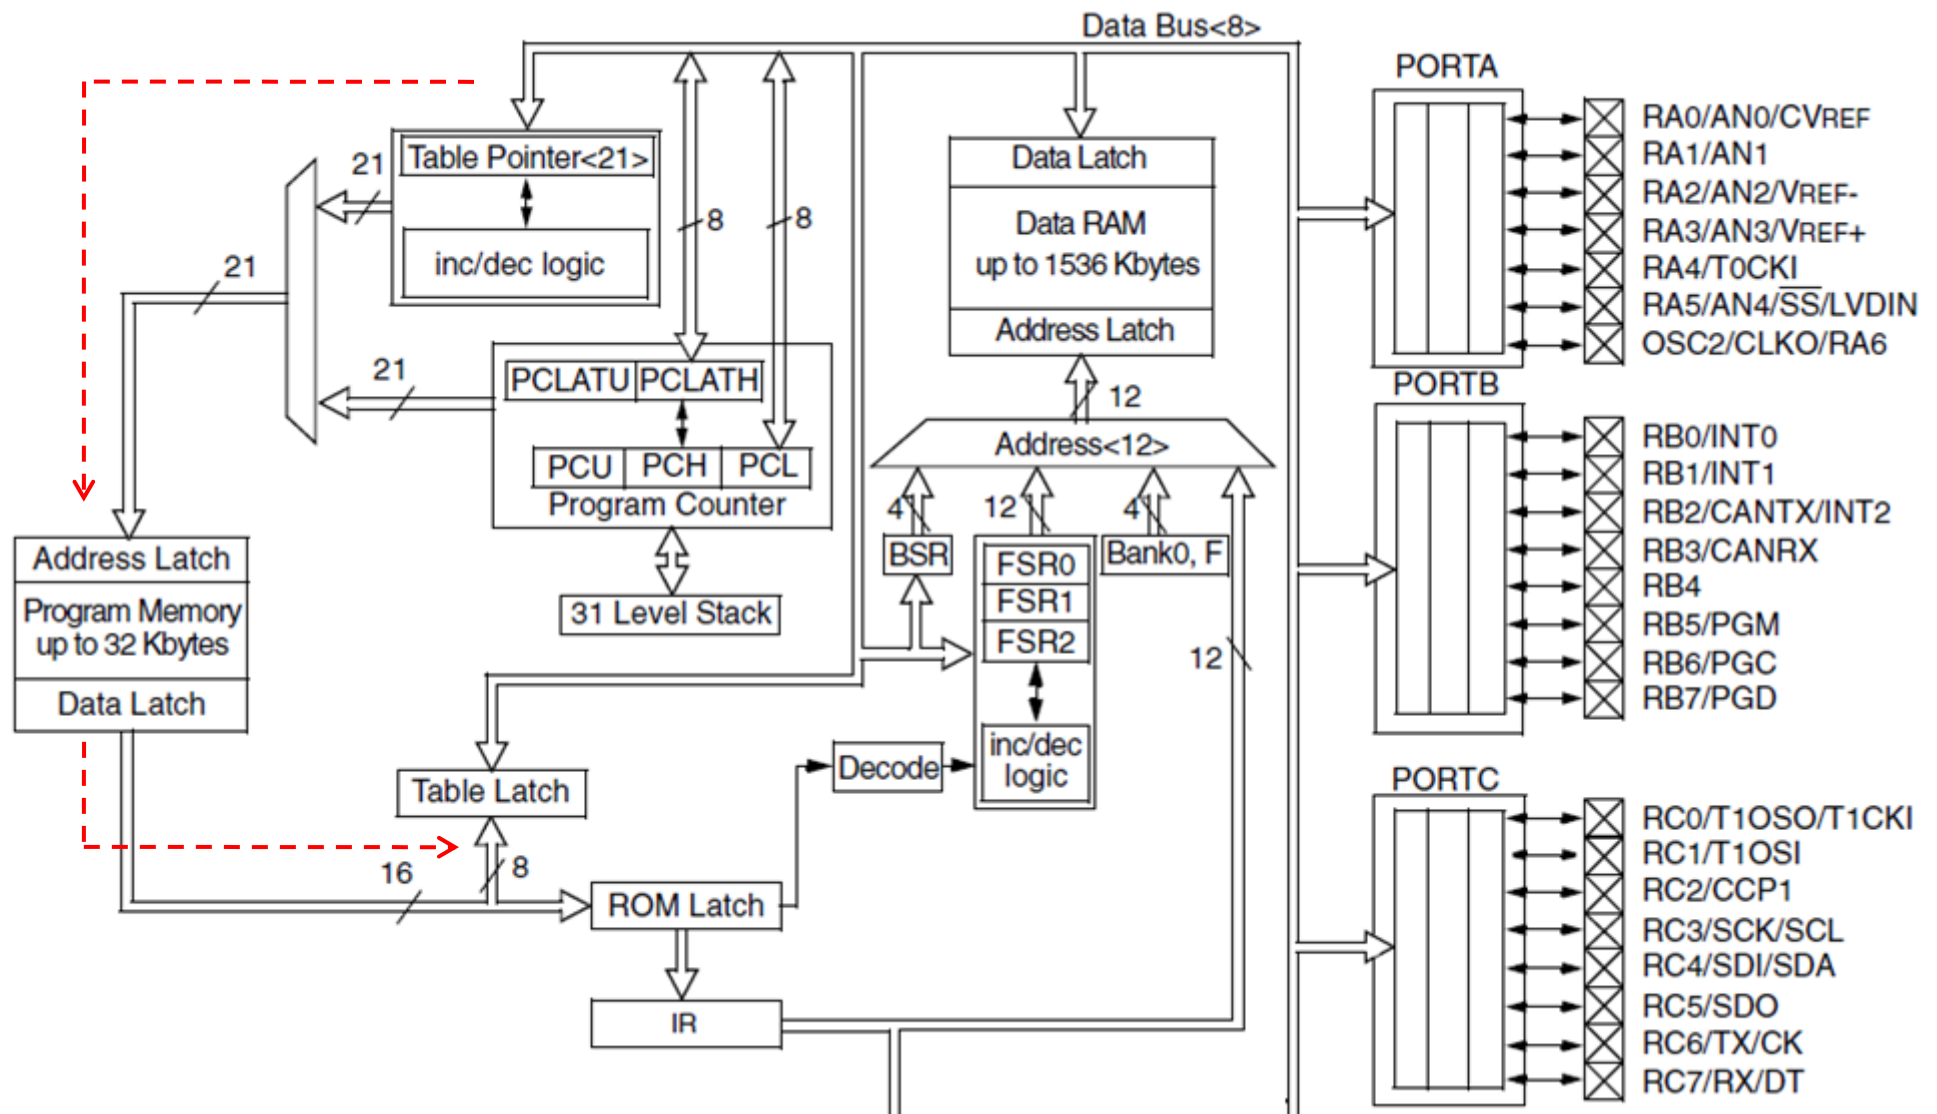 Data Bus<8>
21
Table Pointer<21>
inc/dec logic
8
8
21
21
PCLATU
PCLATH
PCU
PCH
PCL
Program Counter
31 Level Stack
Address Latch
Program Memory
up to 32 Kbytes
Data Latch
Table Latch
16
8
ROM Latch
IR
Decode
Data Latch
Data RAM
up to 1536 Kbytes
Address Latch
12
Address<12>
4
12
4
BSR
FSR0
FSR1
FSR2
inc/dec
logic
Bank0, F
12
PORTA
RA0/AN0/CVREF
RA1/AN1
RA2/AN2/VREF-
RA3/AN3/VREF+
RA4/T0CKI
RA5/AN4/SS/LVDIN
OSC2/CLKO/RA6
PORTB
RB0/INT0
RB1/INT1
RB2/CANTX/INT2
RB3/CANRX
RB4
RB5/PGM
RB6/PGC
RB7/PGD
PORTC
RC0/T1OSO/T1CKI
RC1/T1OSI
RC2/CCP1
RC3/SCK/SCL
RC4/SDI/SDA
RC5/SDO
RC6/TX/CK
RC7/RX/DT